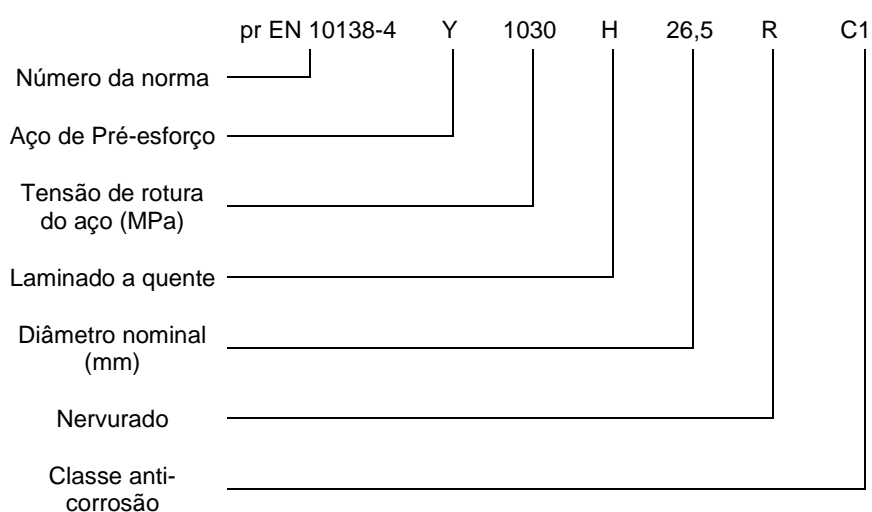 pr EN 10138-4 Y 1030 H 26,5 R C1
Número da norma
Aço de Pré-esforço
Tensão de rotura
do aço (MPa)
Laminado a quente
Diâmetro nominal
(mm)
Nervurado
Classe anti-
corrosão